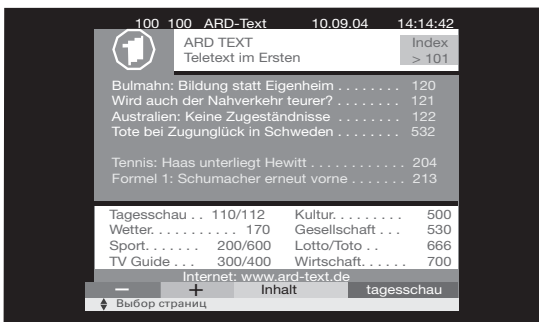 100 100 ARD-Text 10.09.04 14:14:42
ARD TEXT Index
Teletext im Ersten > 101
Bulmahn: Bildung statt Eigenheim . . . . . . . . 120
Wird auch der Nahverkehr teurer? . . . . . . . . 121
Australien: Keine Zugeständnisse . . . . . . . 122
Tote bei Zugunglück in Schweden . . . . . . . . 532
Tennis: Haas unterliegt Hewitt . . . . . . . . . . . . 204
Formel 1: Schumacher erneut vorne . . . . . . . 213
Tagesschau . . 110/112 Kultur. . . . . . . . . 500
Wetter. . . . . . . . . . . 170 Gesellschaft . . . 530
Sport. . . . . . . 200/600 Lotto/Toto . . 666
TV Guide . . . 300/400 Wirtschaft. . . . . . 700
Internet: www.ard-text.de
− + Inhalt tagesschau
Выбор страниц